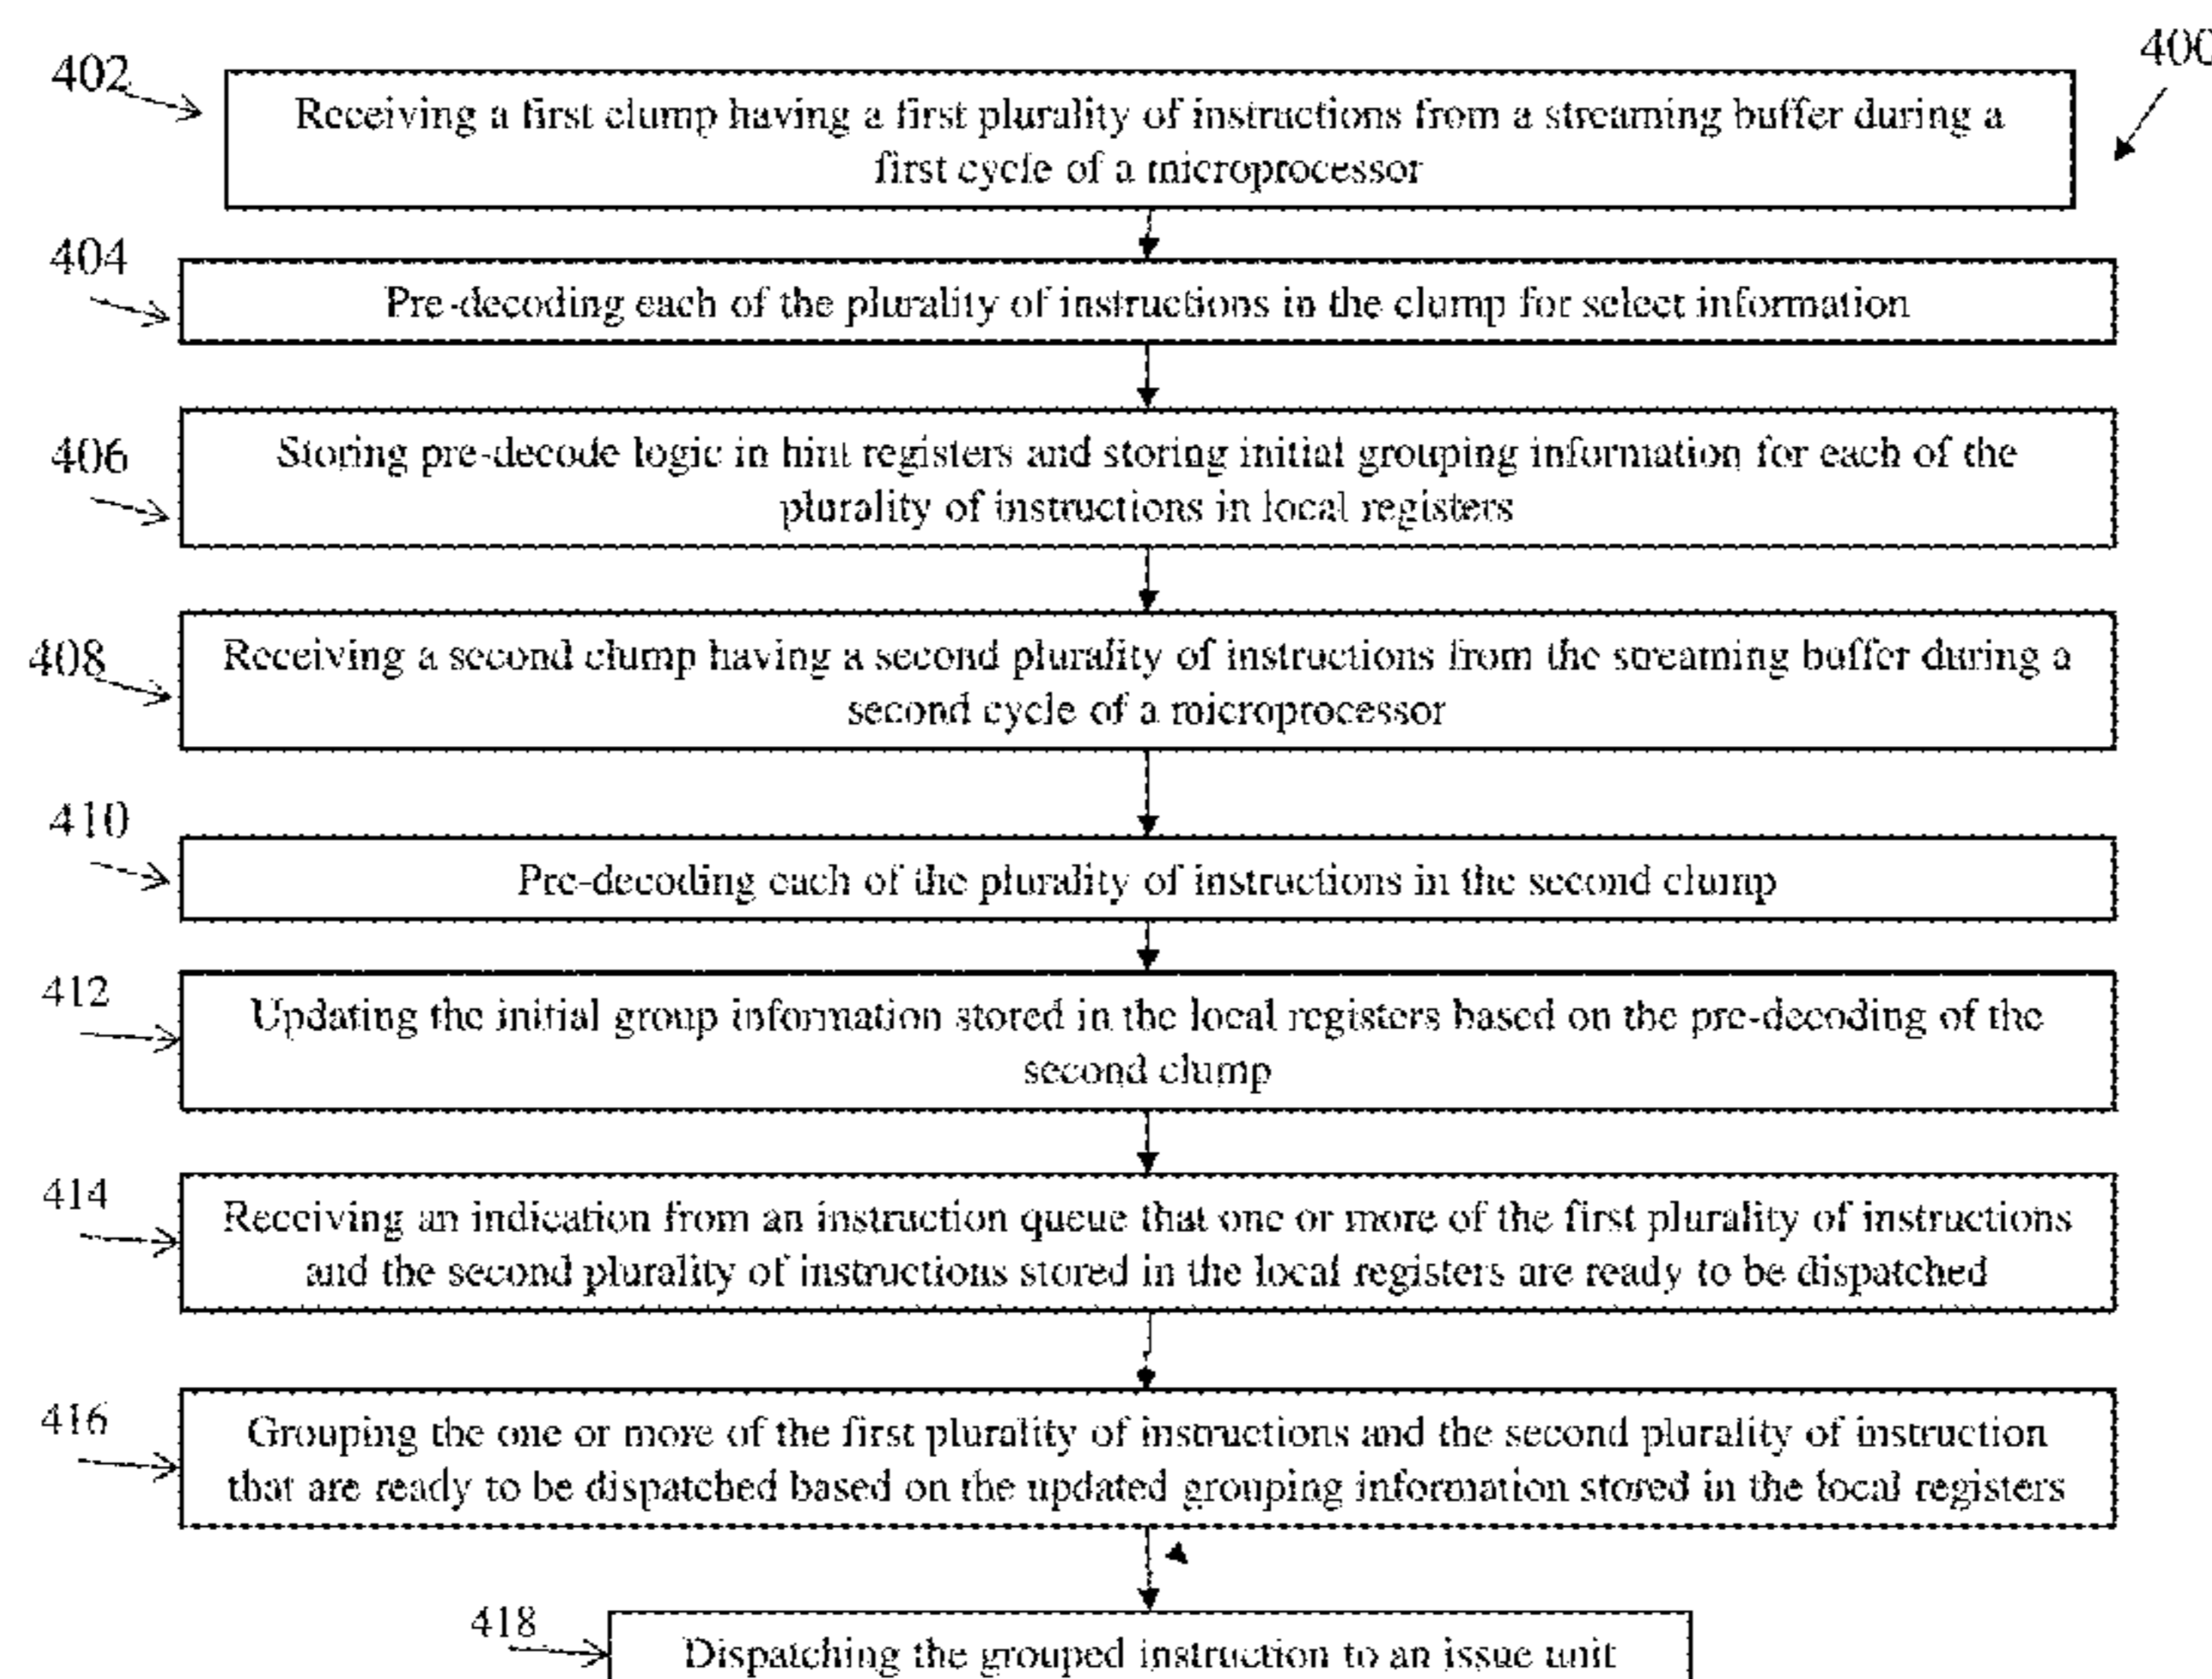 400
402
Receiving a first clump having a first plurality of instructions from a streaming buffer during a
first cycle of a microprocessor
404
Pre-decoding each of the plurality of instructions in the clump for select information
406
Storing pre-decode logic in hint registers and storing initial grouping information for each of the
plurality of instructions in local registers
408
Receiving a second clump having a second plurality of instructions from the streaming buffer during a
second cycle of a microprocessor
410
Pre-decoding each of the plurality of instructions in the second clump
412
Updating the initial group information stored in the local registers based on the pre-decoding of the
second clump
414
Receiving an indication from an instruction queue that one or more of the first plurality of instructions
and the second plurality of instructions stored in the local registers are ready to be dispatched
416
Grouping the one or more of the first plurality of instructions and the second plurality of instruction
that are ready to be dispatched based on the updated grouping information stored in the local registers
418
Dispatching the grouped instruction to an issue unit